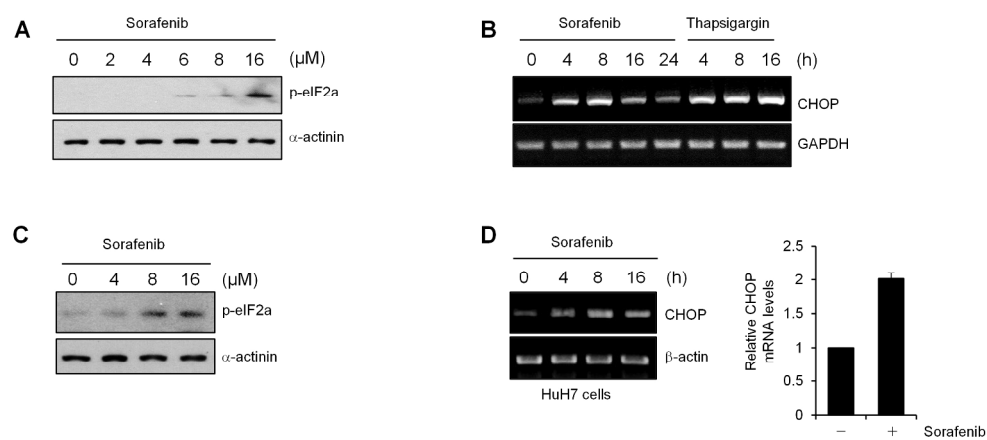 A
Sorafenib
0 2 4 6 8 16 (µM)
p-eIF2a
α-actinin
B
Sorafenib Thapsigargin
0 4 8 16 24 4 8 16 (h)
CHOP
GAPDH
C
Sorafenib
0 4 8 16 (µM)
p-eIF2a
α-actinin
D
Sorafenib
0 4 8 16 (h)
CHOP
β-actin
HuH7 cells
Relative CHOP
mRNA levels
2.5
2
1.5
1
0.5
0
− + Sorafenib